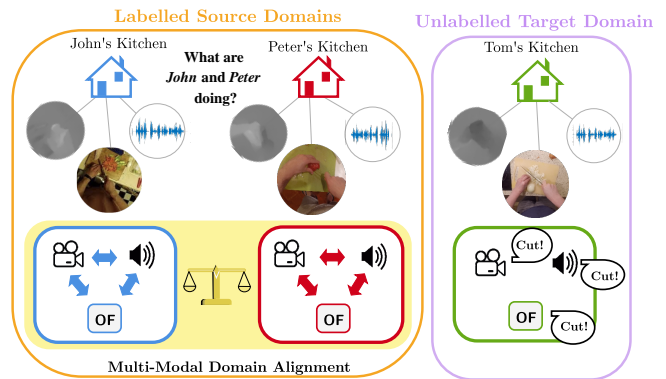 Labelled Source Domains
Unlabelled Target Domain
John's Kitchen
What are
John and Peter
doing?
Peter's Kitchen
Tom's Kitchen
OF
OF
Cut!
Cut!
OF
Cut!
Multi-Modal Domain Alignment